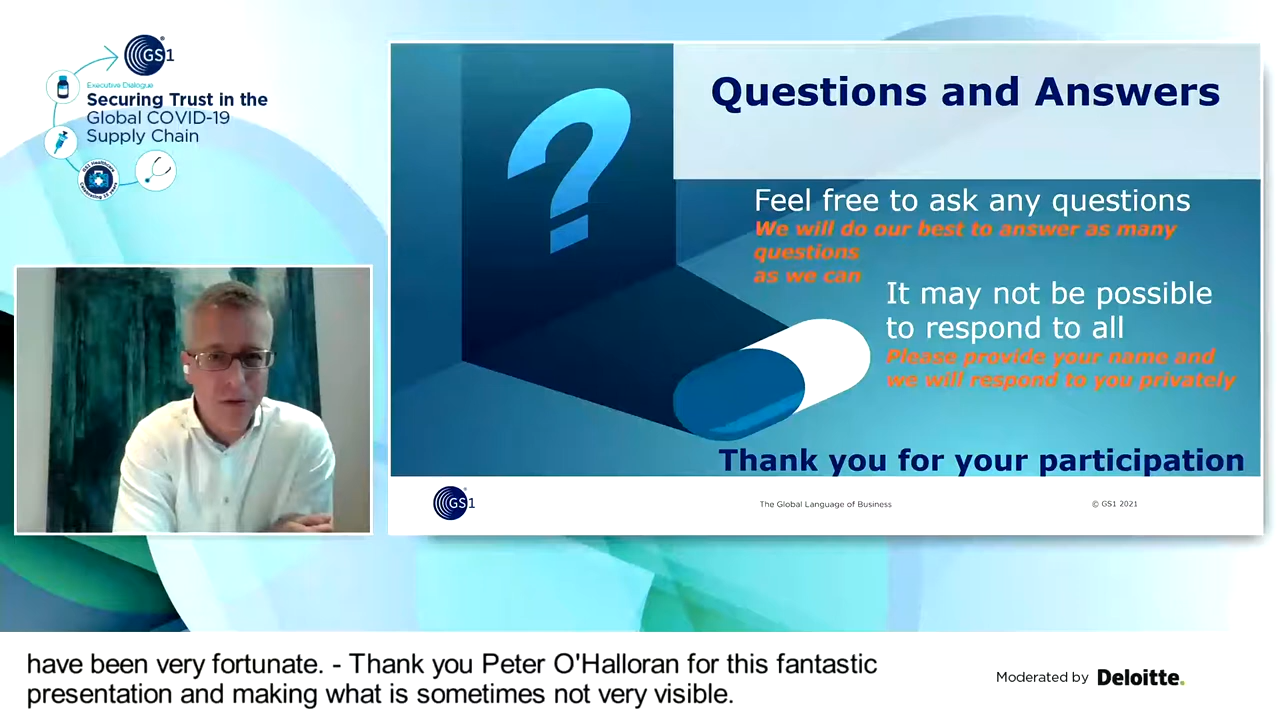 GS1
Executive Dialogue
Securing Trust in the
Global COVID-19
Supply Chain
GS1 Healthcare
Questions and Answers
?
Feel free to ask any questions
We will do our best to answer as many
questions
as we can
It may not be possible
to respond to all
Please provide your name and
we will respond to you privately
Thank you for your participation
GS1
The Global Language of Business
© GS1 2021
have been very fortunate. - Thank you Peter O'Halloran for this fantastic
presentation and making what is sometimes not very visible.
Moderated by Deloitte.